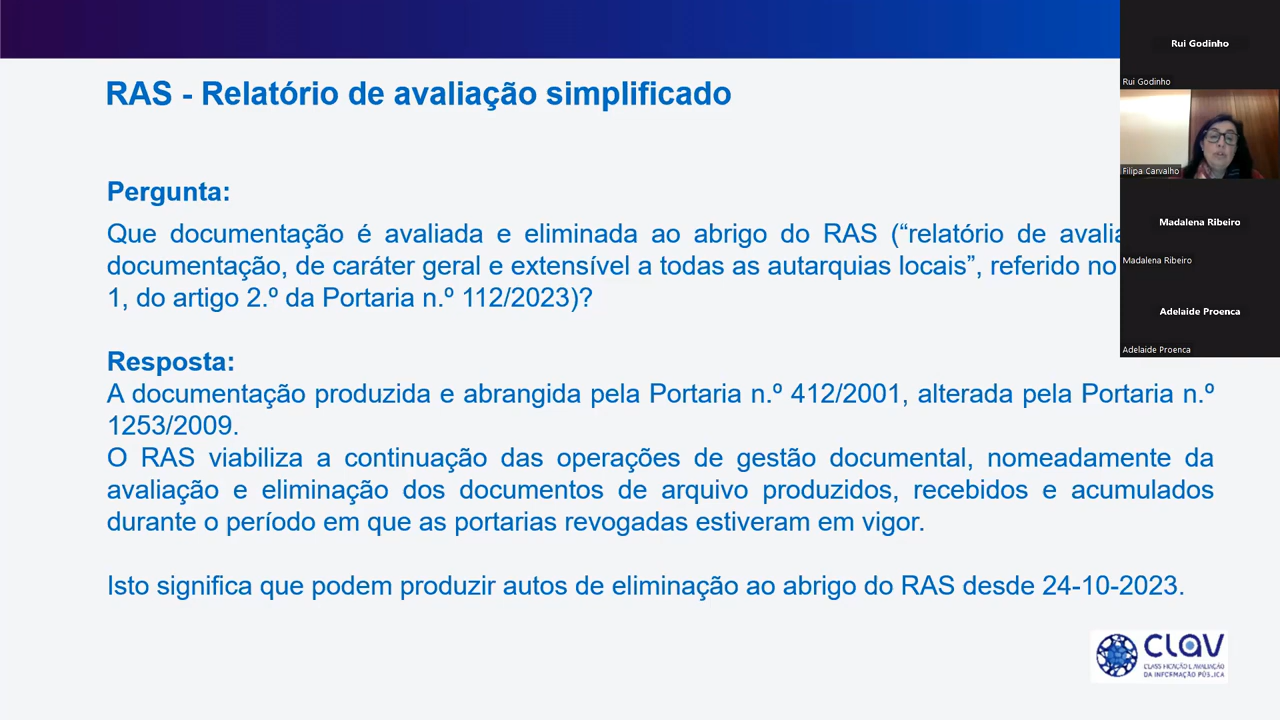 RAS - Relatório de avaliação simplificado
Pergunta:
Que documentação é avaliada e eliminada ao abrigo do RAS (“relatório de
documentação, de caráter geral e extensível a todas as autarquias locais”, referido no
1, do artigo 2.º da Portaria n.º 112/2023)?
Resposta:
A documentação produzida e abrangida pela Portaria n.º 412/2001, alterada pela Portaria n.º
1253/2009.
O RAS viabiliza a continuação das operações de gestão documental, nomeadamente da
avaliação e eliminação dos documentos de arquivo produzidos, recebidos e acumulados
durante o período em que as portarias revogadas estiveram em vigor.
Isto significa que podem produzir autos de eliminação ao abrigo do RAS desde 24-10-2023.
CLAV
CLASSIFICAÇÃO E AVALIAÇÃO
DA INFORMAÇÃO PÚBLICA
Rui Godinho
Rui Godinho
Filipa Carvalho
Madalena Ribeiro
Madalena Ribeiro
Adelaide Proenca
Adelaide Proenca